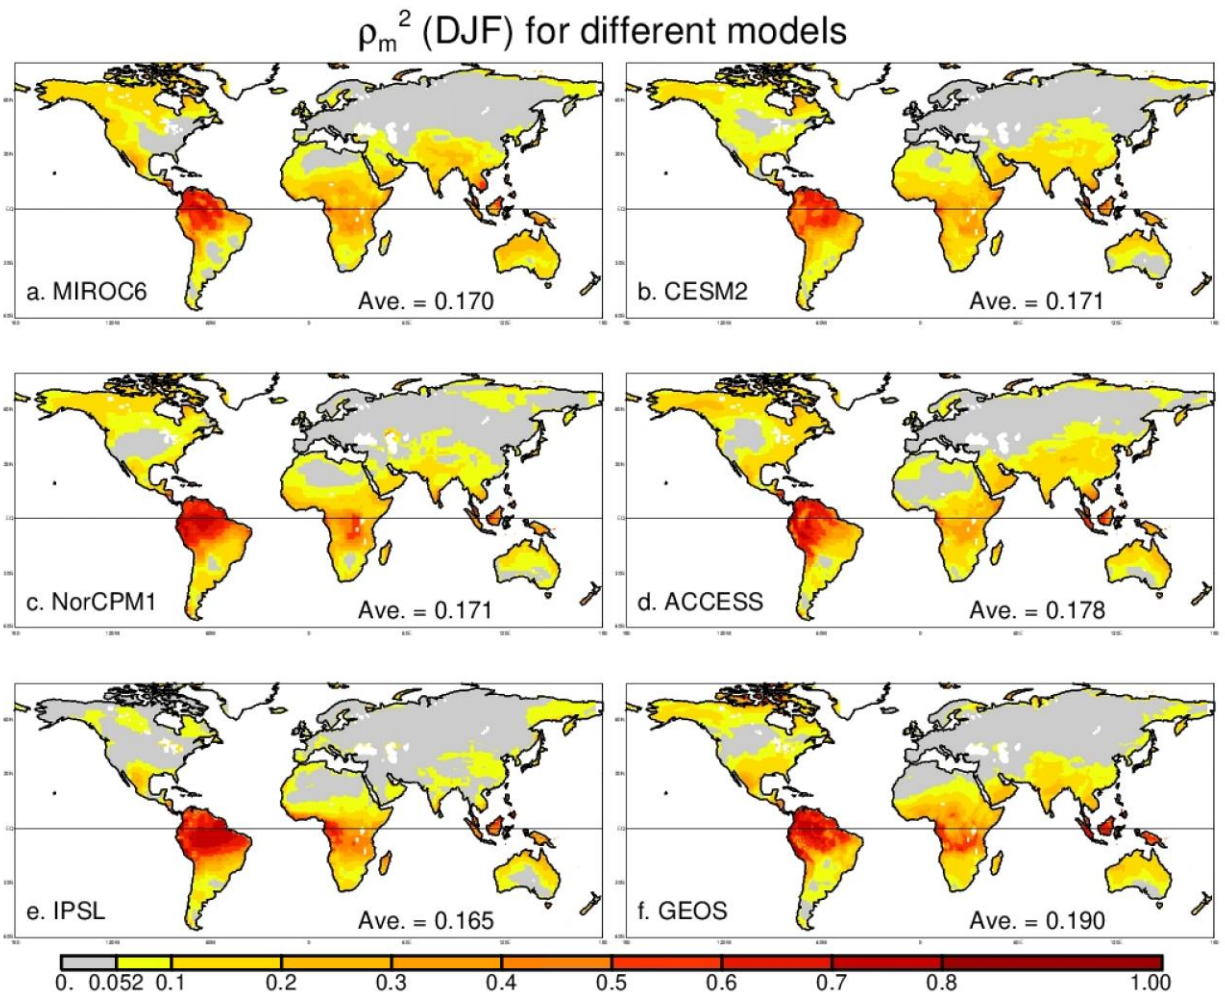 ρm² (DJF) for different models
a. MIROC6
Ave. = 0.170
b. CESM2
Ave. = 0.171
c. NorCPM1
Ave. = 0.171
d. ACCESS
Ave. = 0.178
e. IPSL
Ave. = 0.165
f. GEOS
Ave. = 0.190
0. 0.052 0.1 0.2 0.3 0.4 0.5 0.6 0.7 0.8 1.00